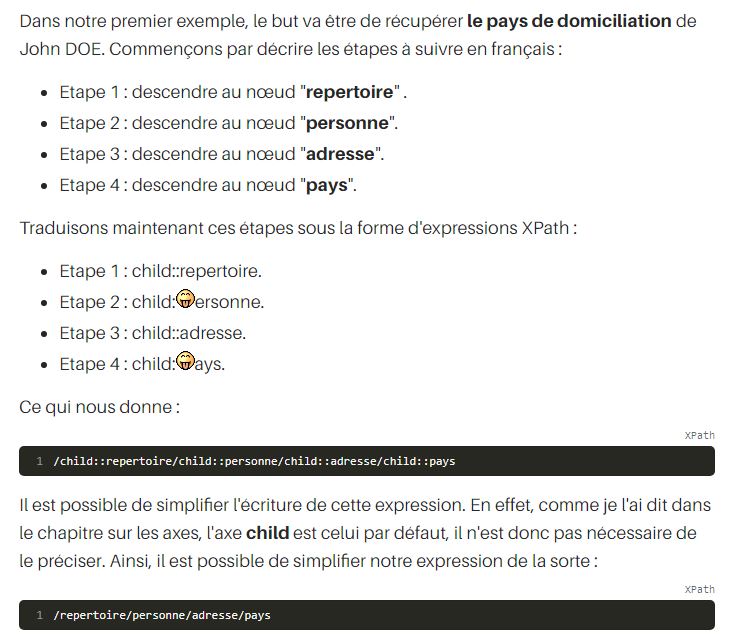 Dans notre premier exemple, le but va être de récupérer le pays de domiciliation de
John DOE. Commençons par décrire les étapes à suivre en français :
Etape 1 : descendre au nœud "repertoire" .
Etape 2 : descendre au nœud "personne".
Etape 3 : descendre au nœud "adresse".
Etape 4 : descendre au nœud "pays".
Traduisons maintenant ces étapes sous la forme d'expressions XPath :
Etape 1 : child::repertoire.
Etape 2 : child:😛ersonne.
Etape 3 : child::adresse.
Etape 4 : child:😛ays.
Ce qui nous donne :
XPath
1 /child::repertoire/child::personne/child::adresse/child::pays
Il est possible de simplifier l'écriture de cette expression. En effet, comme je l'ai dit dans
le chapitre sur les axes, l'axe child est celui par défaut, il n'est donc pas nécessaire de
le préciser. Ainsi, il est possible de simplifier notre expression de la sorte :
XPath
1 /repertoire/personne/adresse/pays